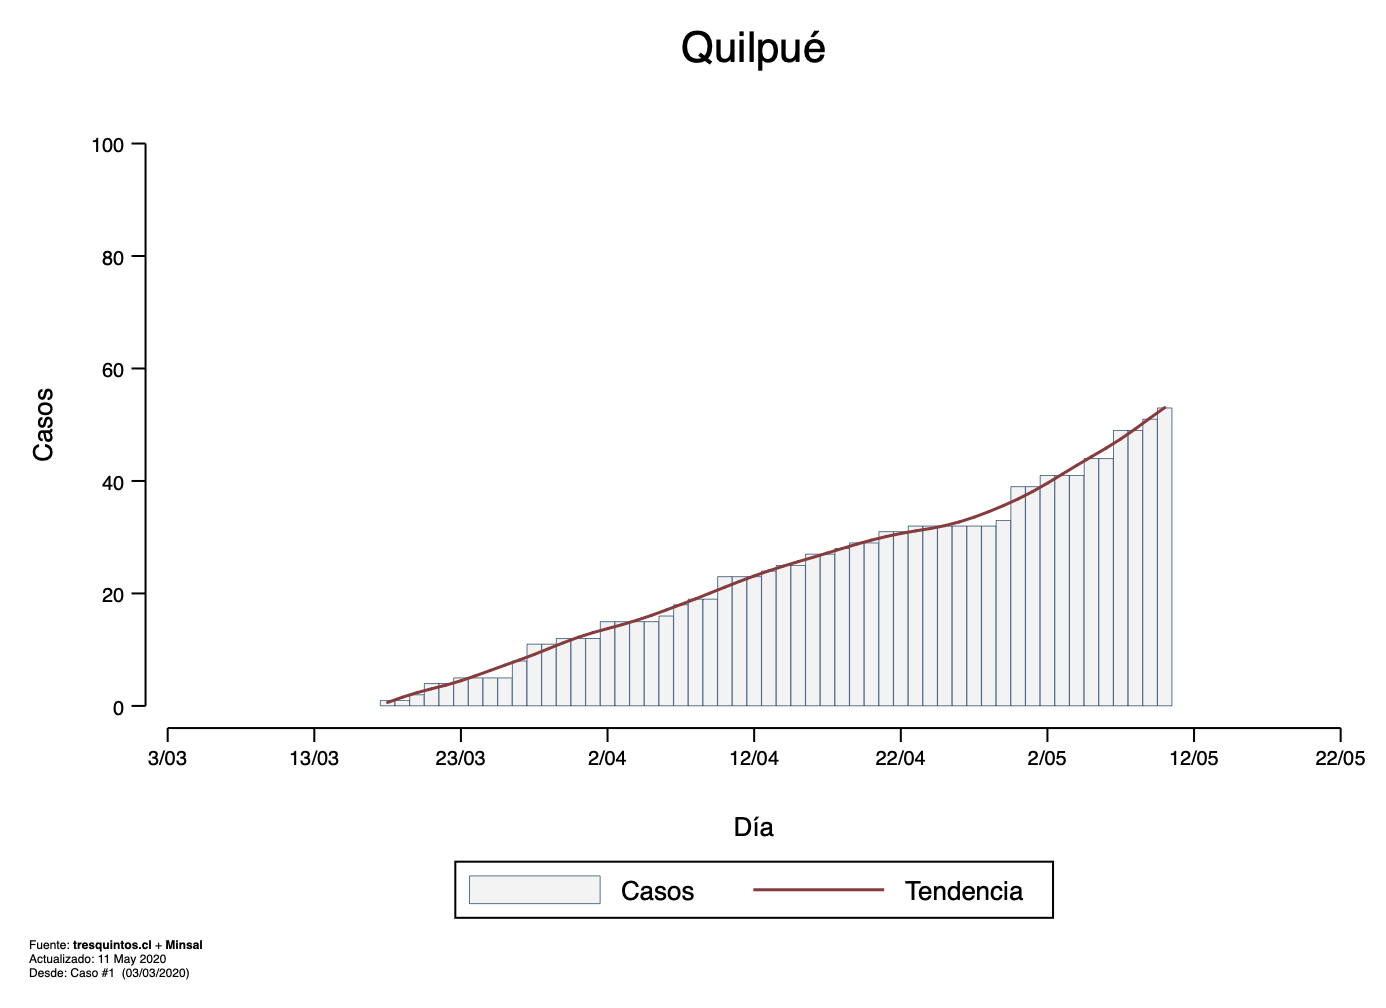 Quilpué
100
80
60
40
20
0
Casos
3/03 13/03 23/03 2/04 12/04 22/04 2/05 12/05 22/05
Día
Casos Tendencia
Fuente: tresquintos.cl + Minsal
Actualizado: 11 May 2020
Desde: Caso #1 (03/03/2020)